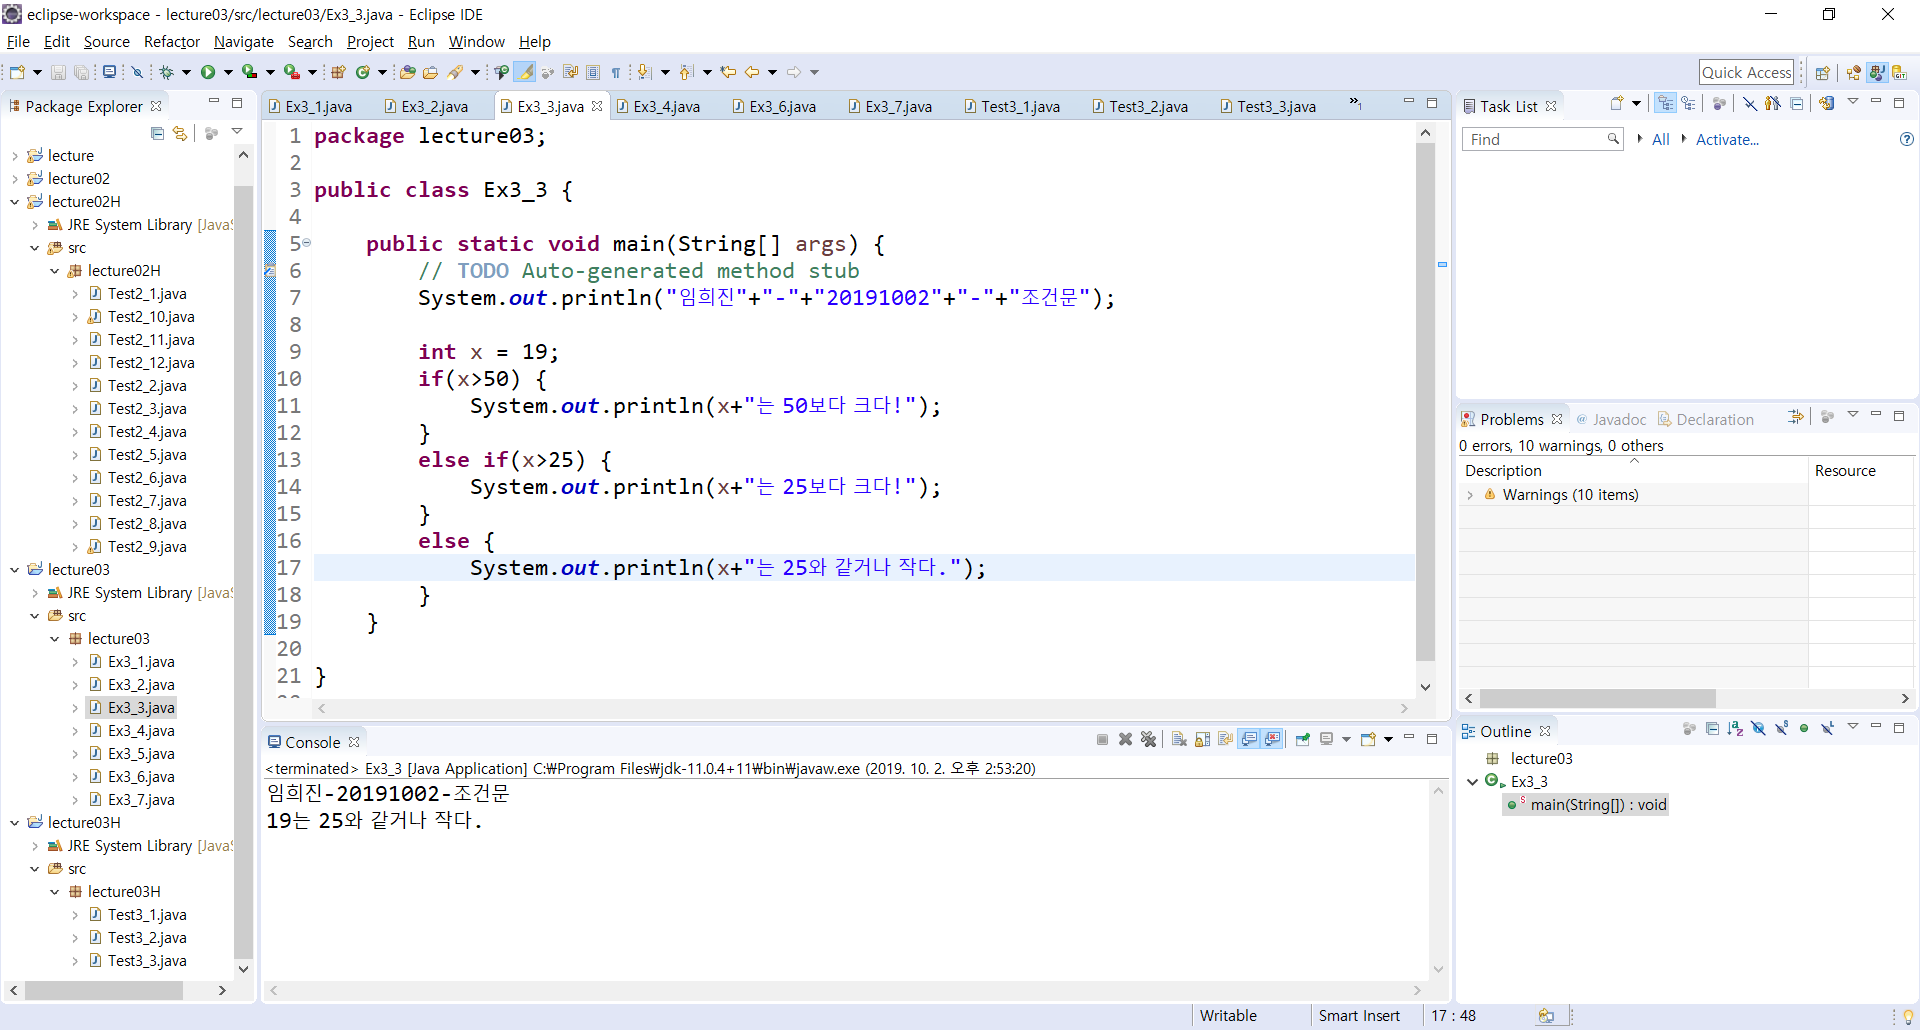 eclipse-workspace - lecture03/src/lecture03/Ex3_3.java - Eclipse IDE
File Edit Source Refactor Navigate Search Project Run Window Help
Quick Access
Package Explorer
lecture
lecture02
lecture02H
JRE System Library [JavaS
src
lecture02H
Test2_1.java
Test2_10.java
Test2_11.java
Test2_12.java
Test2_2.java
Test2_3.java
Test2_4.java
Test2_5.java
Test2_6.java
Test2_7.java
Test2_8.java
Test2_9.java
lecture03
JRE System Library [JavaS
src
lecture03
Ex3_1.java
Ex3_2.java
Ex3_3.java
Ex3_4.java
Ex3_5.java
Ex3_6.java
Ex3_7.java
lecture03H
JRE System Library [JavaS
src
lecture03H
Test3_1.java
Test3_2.java
Test3_3.java
Ex3_1.java Ex3_2.java Ex3_3.java Ex3_4.java Ex3_6.java Ex3_7.java Test3_1.java Test3_2.java Test3_3.java »1
1 package lecture03;
2
3 public class Ex3_3 {
4
5 public static void main(String[] args) {
6 // TODO Auto-generated method stub
7 System.out.println("임희진"+"-"+"20191002"+"-"+"조건문");
8
9 int x = 19;
10 if(x>50) {
11 System.out.println(x+"는 50보다 크다!");
12 }
13 else if(x>25) {
14 System.out.println(x+"는 25보다 크다!");
15 }
16 else {
17 System.out.println(x+"는 25와 같거나 작다.");
18 }
19 }
20
21 }
Console
<terminated> Ex3_3 [Java Application] C:₩Program Files₩jdk-11.0.4+11₩bin₩javaw.exe (2019. 10. 2. 오후 2:53:20)
임희진-20191002-조건문
19는 25와 같거나 작다.
Task List
Find All Activate...
Problems @ Javadoc Declaration
0 errors, 10 warnings, 0 others
Description Resource
Warnings (10 items)
Outline
lecture03
Ex3_3
main(String[]) : void
Writable Smart Insert 17 : 48